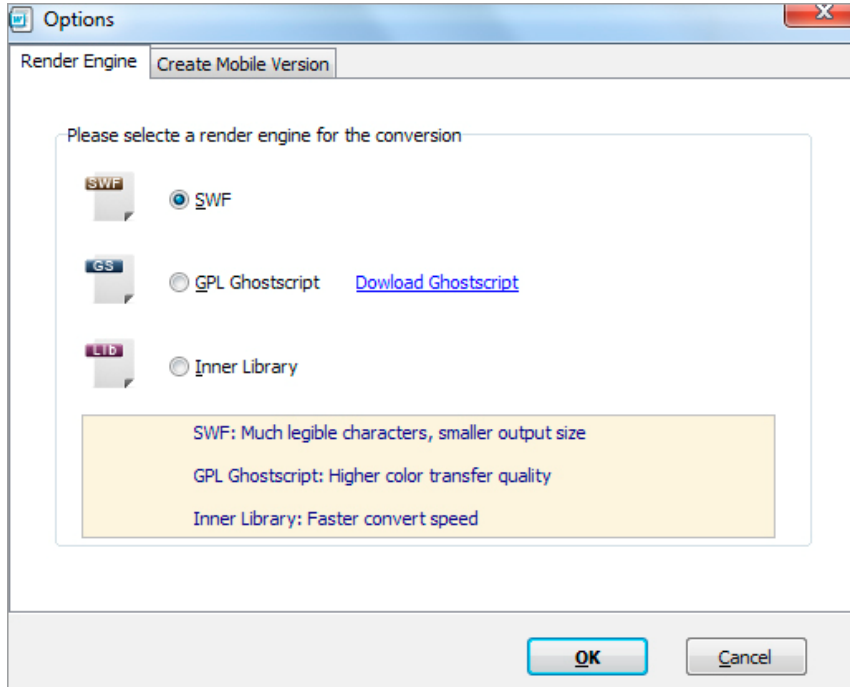 Options
Render Engine Create Mobile Version
Please selecte a render engine for the conversion
SWF
SWF
GS
GPL Ghostscript Dowload Ghostscript
Lib
Inner Library
SWF: Much legible characters, smaller output size
GPL Ghostscript: Higher color transfer quality
Inner Library: Faster convert speed
OK Cancel